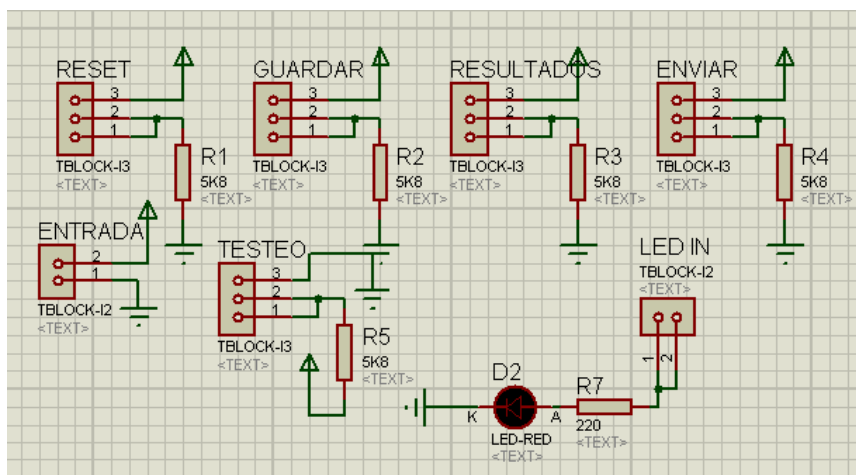 RESET
3
2
1
TBLOCK-I3
<TEXT>
R1
5K8
<TEXT>
GUARDAR
3
2
1
TBLOCK-I3
<TEXT>
R2
5K8
<TEXT>
RESULTADOS
3
2
1
TBLOCK-I3
<TEXT>
R3
5K8
<TEXT>
ENVIAR
3
2
1
TBLOCK-I3
<TEXT>
R4
5K8
<TEXT>
ENTRADA
2
1
TBLOCK-I2
<TEXT>
TESTEO
3
2
1
TBLOCK-I3
<TEXT>
R5
5K8
<TEXT>
LED IN
TBLOCK-I2
<TEXT>
1
2
D2
K
A
LED-RED
<TEXT>
R7
220
<TEXT>